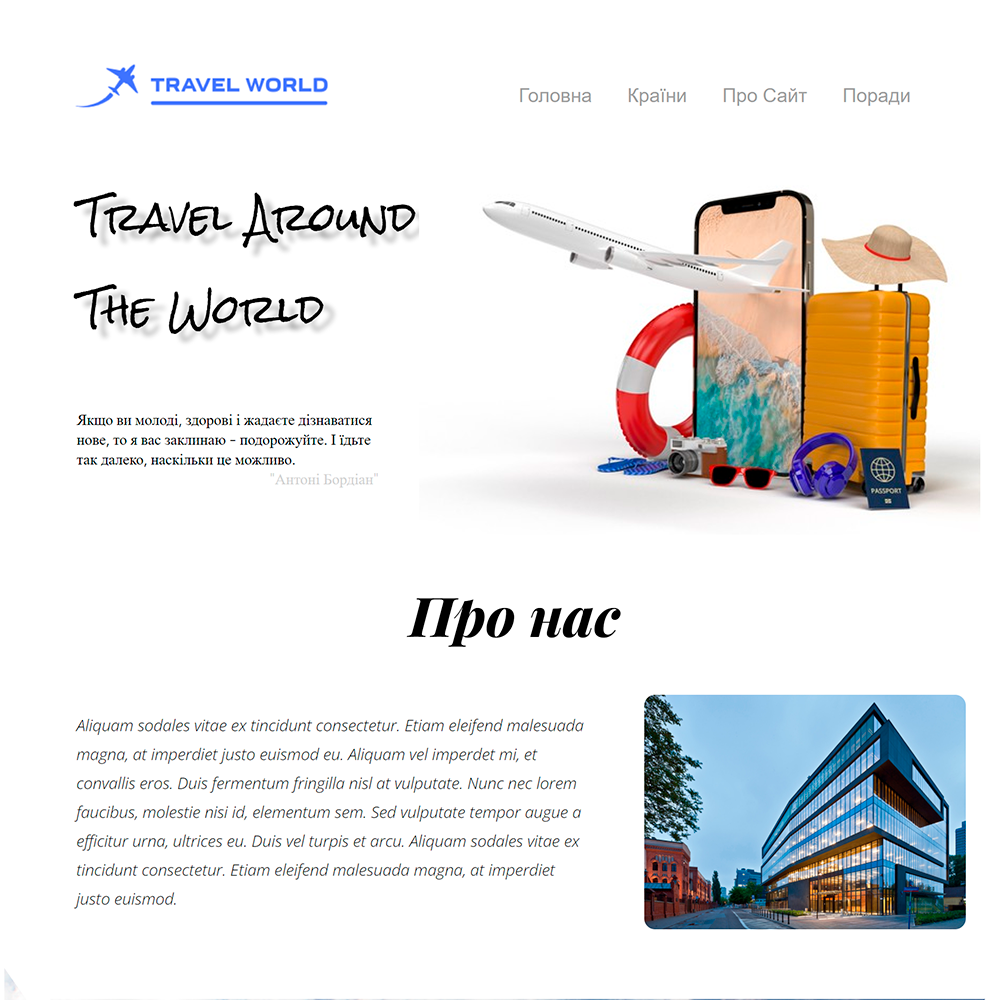 TRAVEL WORLD
Головна Країни Про Сайт Поради
Travel Around
The World
Якщо ви молоді, здорові і жадаєте дізнаватися
нове, то я вас заклинаю - подорожуйте. І їдьте
так далеко, наскільки це можливо.
"Антоні Бордіан"
PASSPORT
Про нас
Aliquam sodales vitae ex tincidunt consectetur. Etiam eleifend malesuada
magna, at imperdiet justo euismod eu. Aliquam vel imperdet mi, et
convallis eros. Duis fermentum fringilla nisl at vulputate. Nunc nec lorem
faucibus, molestie nisi id, elementum sem. Sed vulputate tempor augue a
efficitur urna, ultrices eu. Duis vel turpis et arcu. Aliquam sodales vitae ex
tincidunt consectetur. Etiam eleifend malesuada magna, at imperdiet
justo euismod.